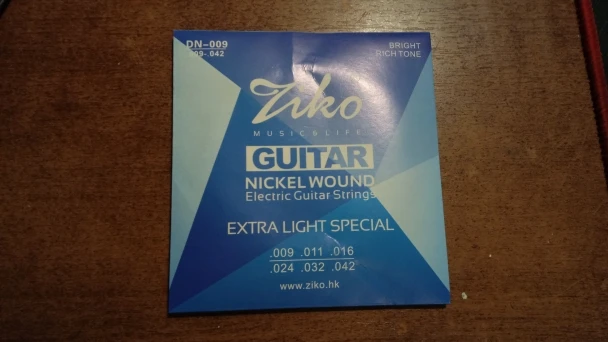 DN-009
.009-.042
BRIGHT
RICH TONE
Ziko
MUSIC&LIFE
GUITAR
NICKEL WOUND
Electric Guitar Strings
EXTRA LIGHT SPECIAL
.009 .011 .016
.024 .032 .042
www.ziko.hk